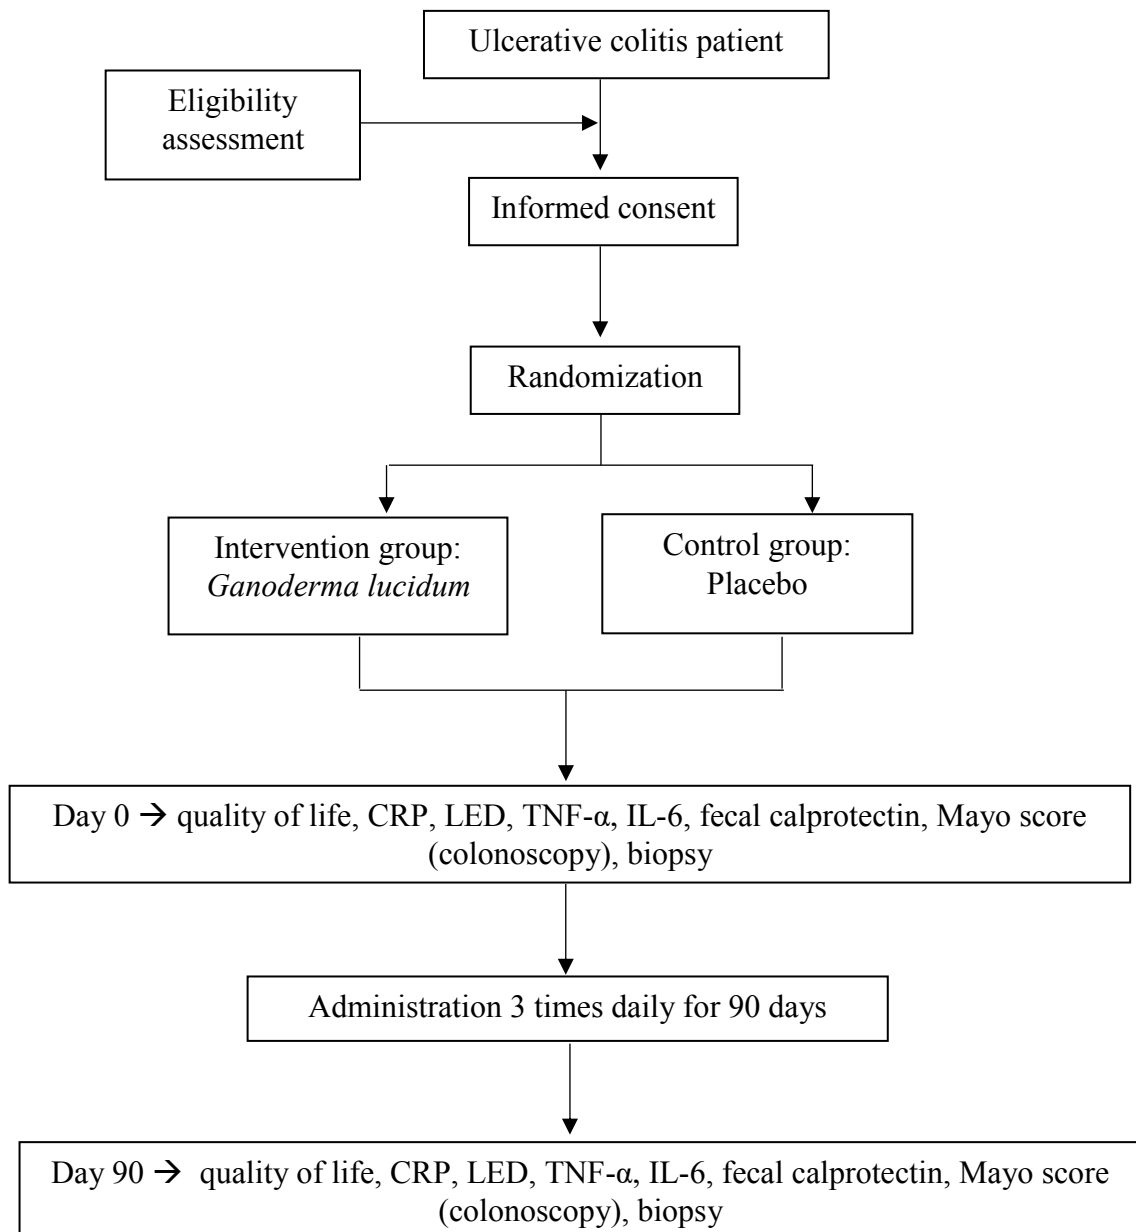 Ulcerative colitis patient
Eligibility
assessment
Informed consent
Randomization
Intervention group:
Ganoderma lucidum
Control group:
Placebo
Day 0 → quality of life, CRP, LED, TNF-α, IL-6, fecal calprotectin, Mayo score
(colonoscopy), biopsy
Administration 3 times daily for 90 days
Day 90 → quality of life, CRP, LED, TNF-α, IL-6, fecal calprotectin, Mayo score
(colonoscopy), biopsy